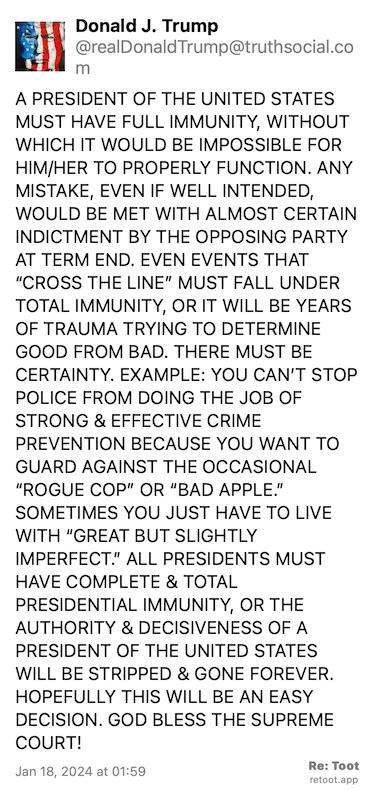 Donald J. Trump
@realDonaldTrump@truthsocial.co
m
A PRESIDENT OF THE UNITED STATES
MUST HAVE FULL IMMUNITY, WITHOUT
WHICH IT WOULD BE IMPOSSIBLE FOR
HIM/HER TO PROPERLY FUNCTION. ANY
MISTAKE, EVEN IF WELL INTENDED,
WOULD BE MET WITH ALMOST CERTAIN
INDICTMENT BY THE OPPOSING PARTY
AT TERM END. EVEN EVENTS THAT
“CROSS THE LINE” MUST FALL UNDER
TOTAL IMMUNITY, OR IT WILL BE YEARS
OF TRAUMA TRYING TO DETERMINE
GOOD FROM BAD. THERE MUST BE
CERTAINTY. EXAMPLE: YOU CAN’T STOP
POLICE FROM DOING THE JOB OF
STRONG & EFFECTIVE CRIME
PREVENTION BECAUSE YOU WANT TO
GUARD AGAINST THE OCCASIONAL
“ROGUE COP” OR “BAD APPLE.”
SOMETIMES YOU JUST HAVE TO LIVE
WITH “GREAT BUT SLIGHTLY
IMPERFECT.” ALL PRESIDENTS MUST
HAVE COMPLETE & TOTAL
PRESIDENTIAL IMMUNITY, OR THE
AUTHORITY & DECISIVENESS OF A
PRESIDENT OF THE UNITED STATES
WILL BE STRIPPED & GONE FOREVER.
HOPEFULLY THIS WILL BE AN EASY
DECISION. GOD BLESS THE SUPREME
COURT!
Jan 18, 2024 at 01:59
Re: Toot
retoot.app